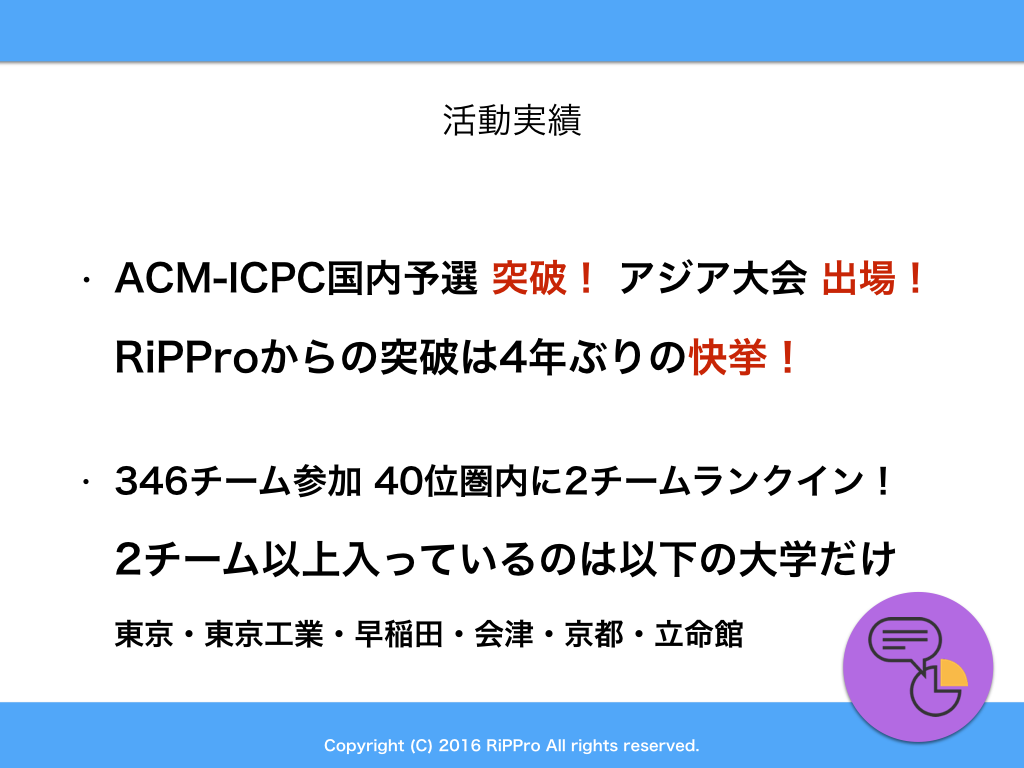 活動実績
・ ACM-ICPC国内予選 突破！ アジア大会 出場！
RiPProからの突破は4年ぶりの快挙！
・ 346チーム参加 40位圏内に2チームランクイン！
2チーム以上入っているのは以下の大学だけ
東京・東京工業・早稲田・会津・京都・立命館
Copyright (C) 2016 RiPPro All rights reserved.